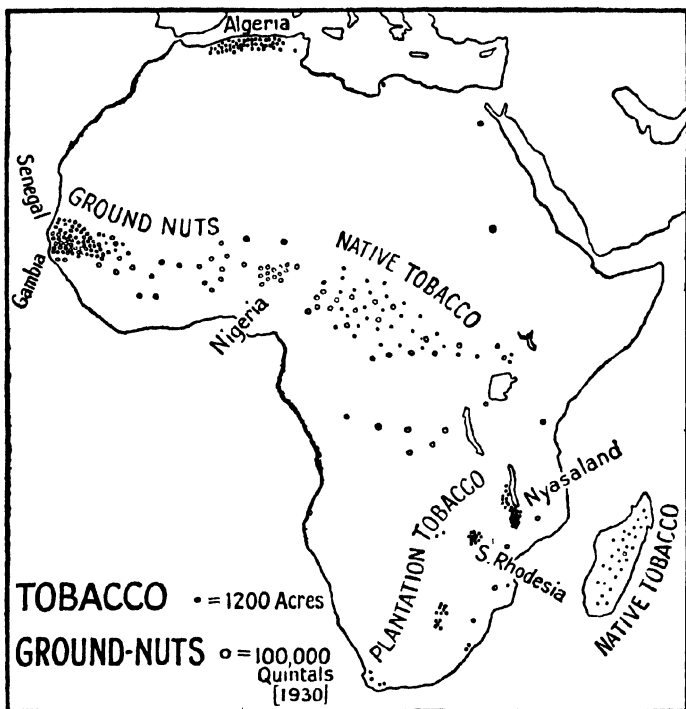 Algeria
Senegal
GROUND NUTS
Gambia
NATIVE TOBACCO
Nigeria
PLANTATION TOBACCO
Nyasaland
S. Rhodesia
NATIVE TOBACCO
TOBACCO • = 1200 Acres
GROUND-NUTS o = 100,000
Quintals
[1930]